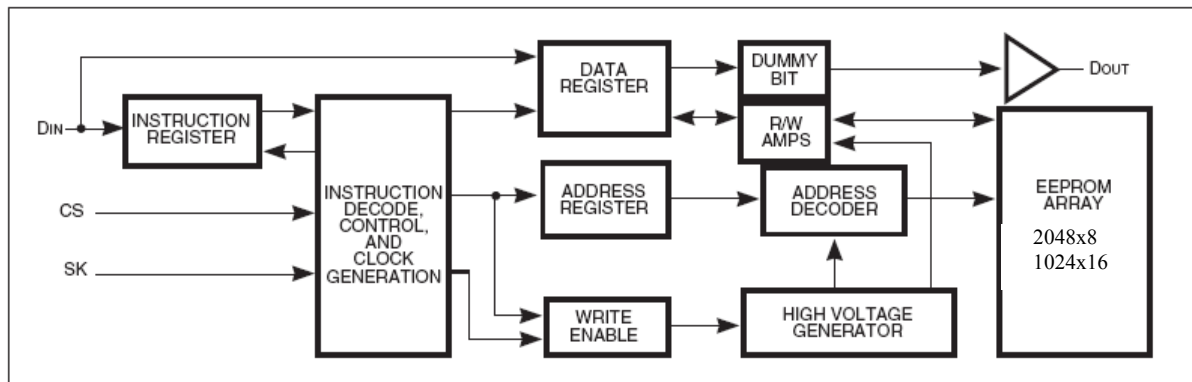 DIN
INSTRUCTION
REGISTER
CS
SK
INSTRUCTION
DECODE,
CONTROL,
AND
CLOCK
GENERATION
DATA
REGISTER
ADDRESS
REGISTER
WRITE
ENABLE
DUMMY
BIT
R/W
AMPS
ADDRESS
DECODER
HIGH VOLTAGE
GENERATOR
DOUT
EEPROM
ARRAY
2048x8
1024x16